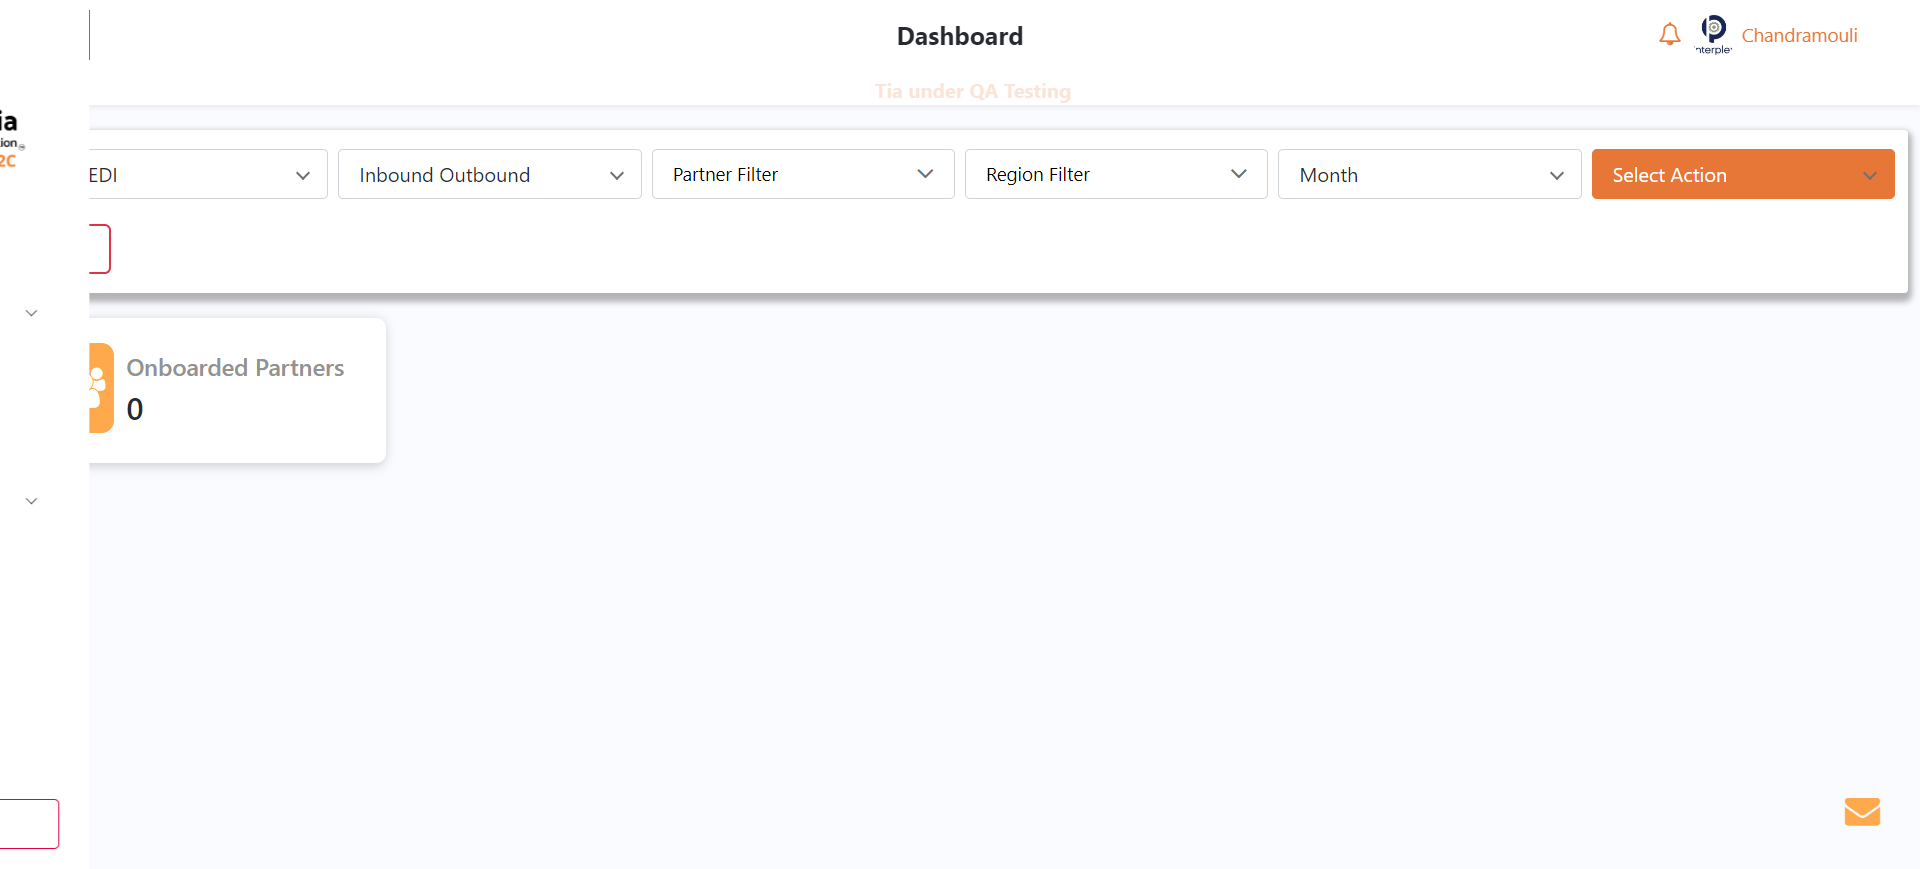 Dashboard
Chandramouli
Tia under QA Testing
ia
ion
2C
EDI
Inbound Outbound
Partner Filter
Region Filter
Month
Select Action
Onboarded Partners
0